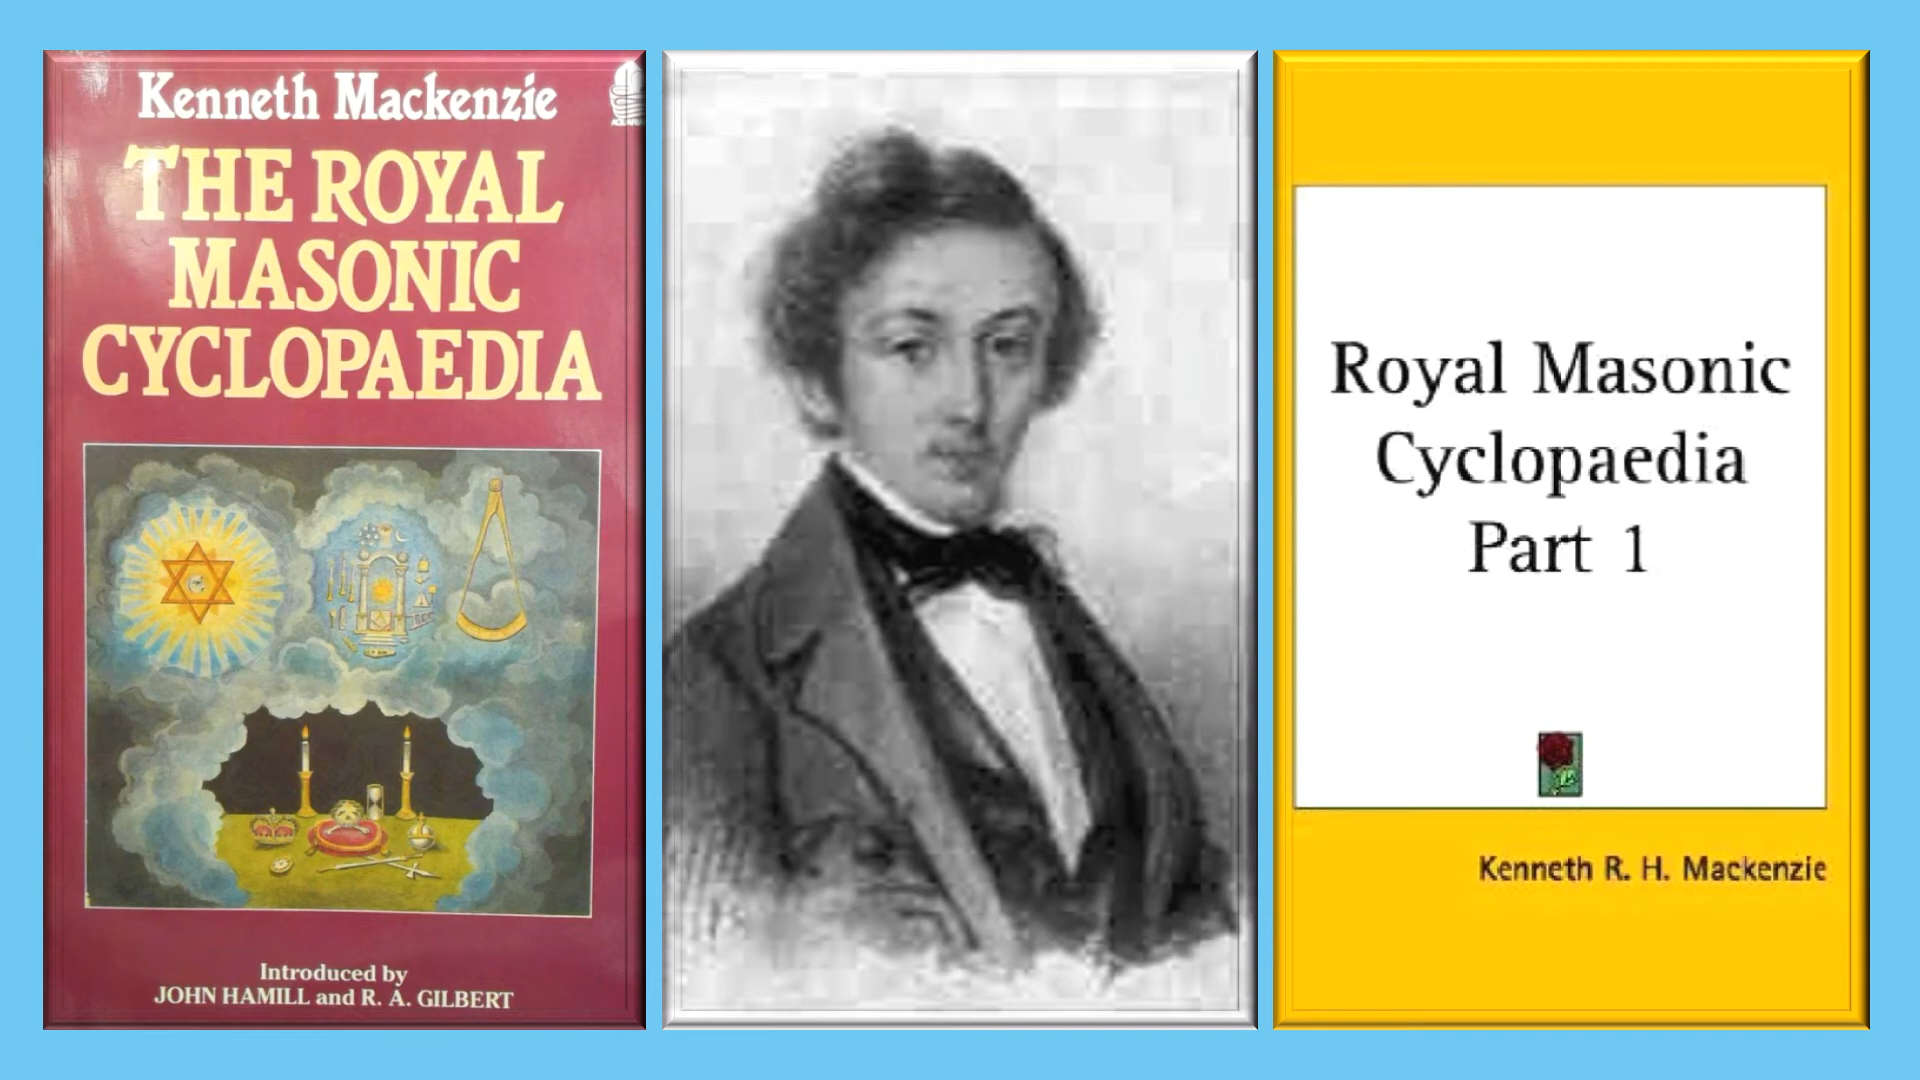 Kenneth Mackenzie
THE ROYAL
MASONIC
CYCLOPAEDIA
Introduced by
JOHN HAMILL and R. A. GILBERT
Royal Masonic
Cyclopaedia
Part 1
Kenneth R. H. Mackenzie